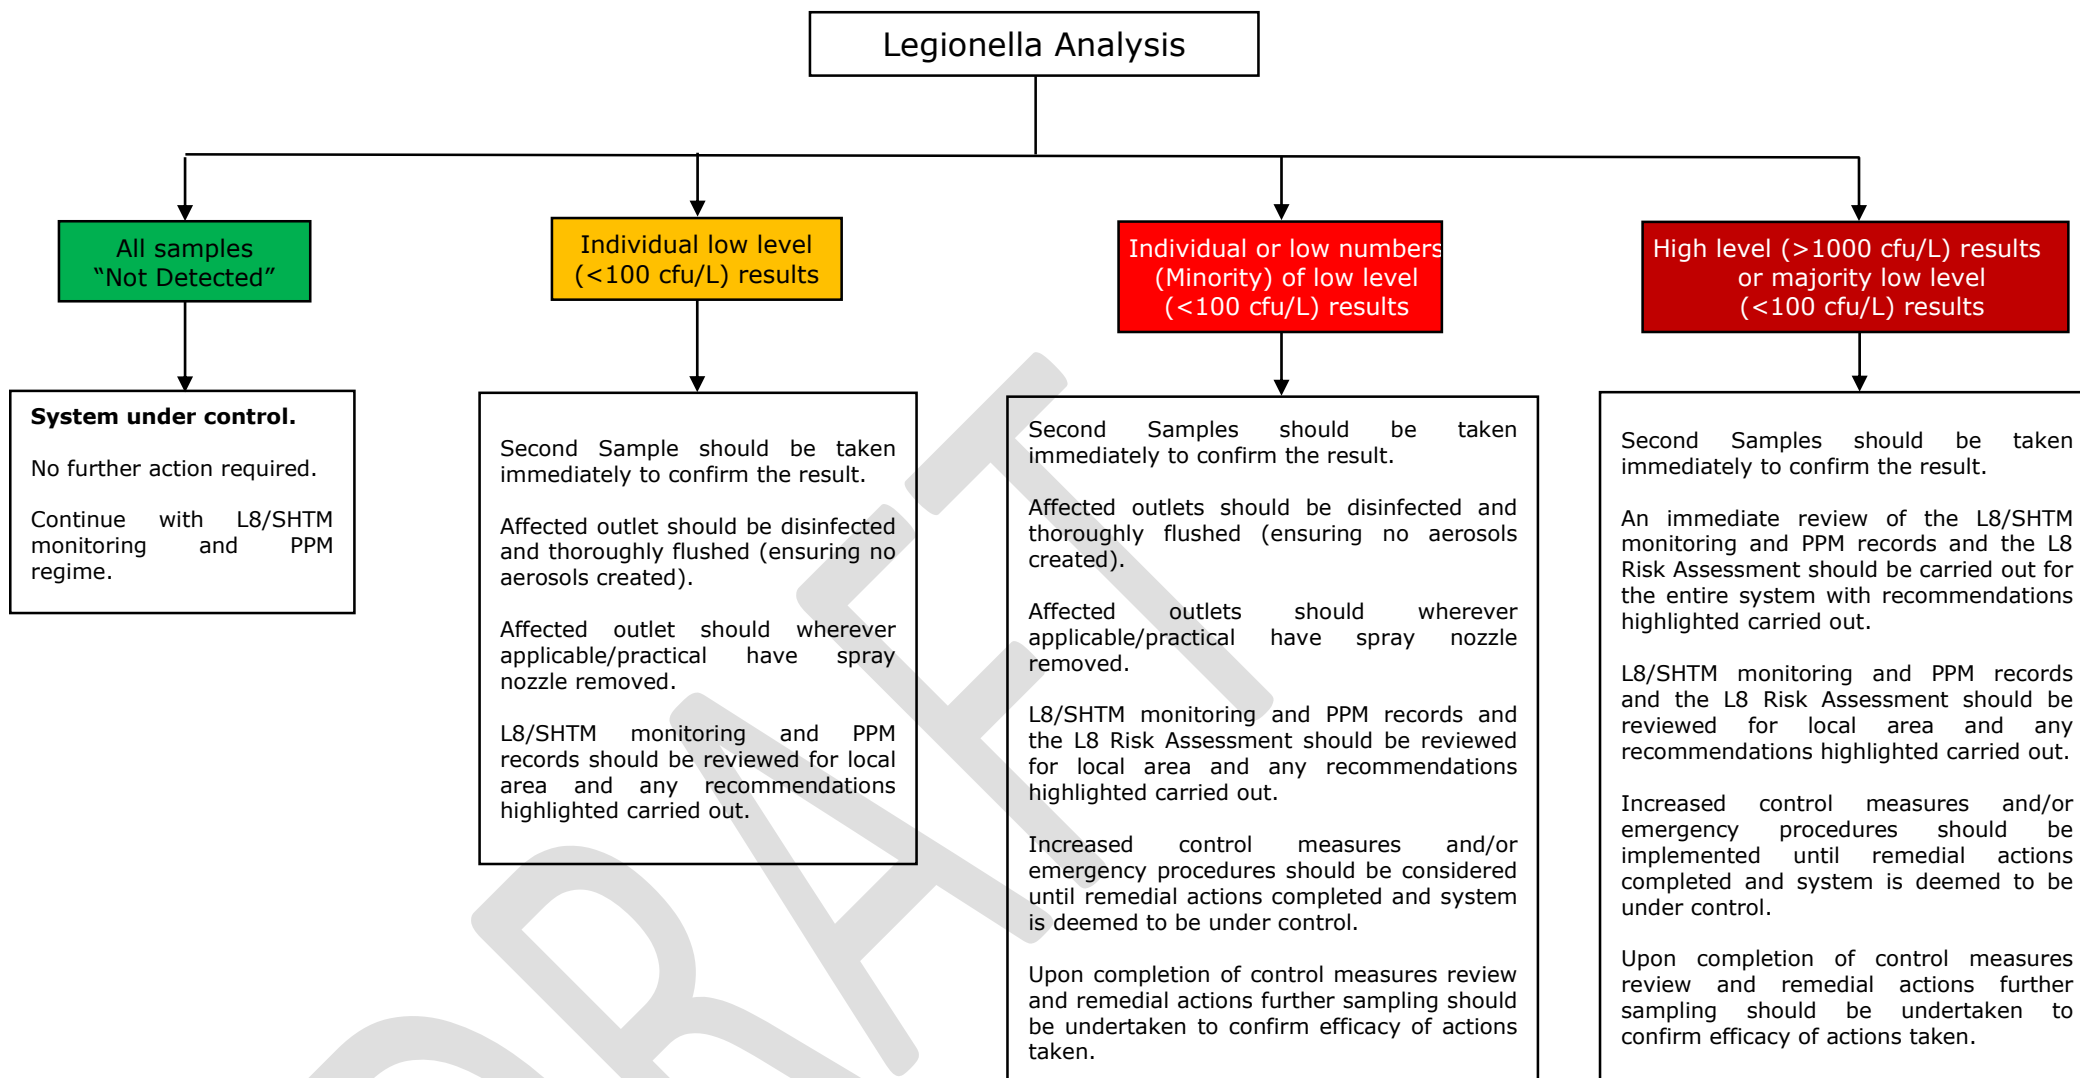 Legionella Analysis
All samples
“Not Detected”
Individual low level
(<100 cfu/L) results
Individual or low numbers
(Minority) of low level
(<100 cfu/L) results
High level (>1000 cfu/L) results
or majority low level
(<100 cfu/L) results
System under control.
No further action required.
Continue with L8/SHTM
monitoring and PPM
regime.
Second Sample should be taken
immediately to confirm the result.
Affected outlet should be disinfected
and thoroughly flushed (ensuring no
aerosols created).
Affected outlet should wherever
applicable/practical have spray
nozzle removed.
L8/SHTM monitoring and PPM
records should be reviewed for local
area and any recommendations
highlighted carried out.
Second Samples should be taken
immediately to confirm the result.
Affected outlets should be disinfected and
thoroughly flushed (ensuring no aerosols
created).
Affected outlets should wherever
applicable/practical have spray nozzle
removed.
L8/SHTM monitoring and PPM records and
the L8 Risk Assessment should be reviewed
for local area and any recommendations
highlighted carried out.
Increased control measures and/or
emergency procedures should be considered
until remedial actions completed and system
is deemed to be under control.
Upon completion of control measures review
and remedial actions further sampling should
be undertaken to confirm efficacy of actions
taken.
Second Samples should be taken
immediately to confirm the result.
An immediate review of the L8/SHTM
monitoring and PPM records and the L8
Risk Assessment should be carried out for
the entire system with recommendations
highlighted carried out.
L8/SHTM monitoring and PPM records
and the L8 Risk Assessment should be
reviewed for local area and any
recommendations highlighted carried out.
Increased control measures and/or
emergency procedures should be
implemented until remedial actions
completed and system is deemed to be
under control.
Upon completion of control measures
review and remedial actions further
sampling should be undertaken to
confirm efficacy of actions taken.
DRAFT